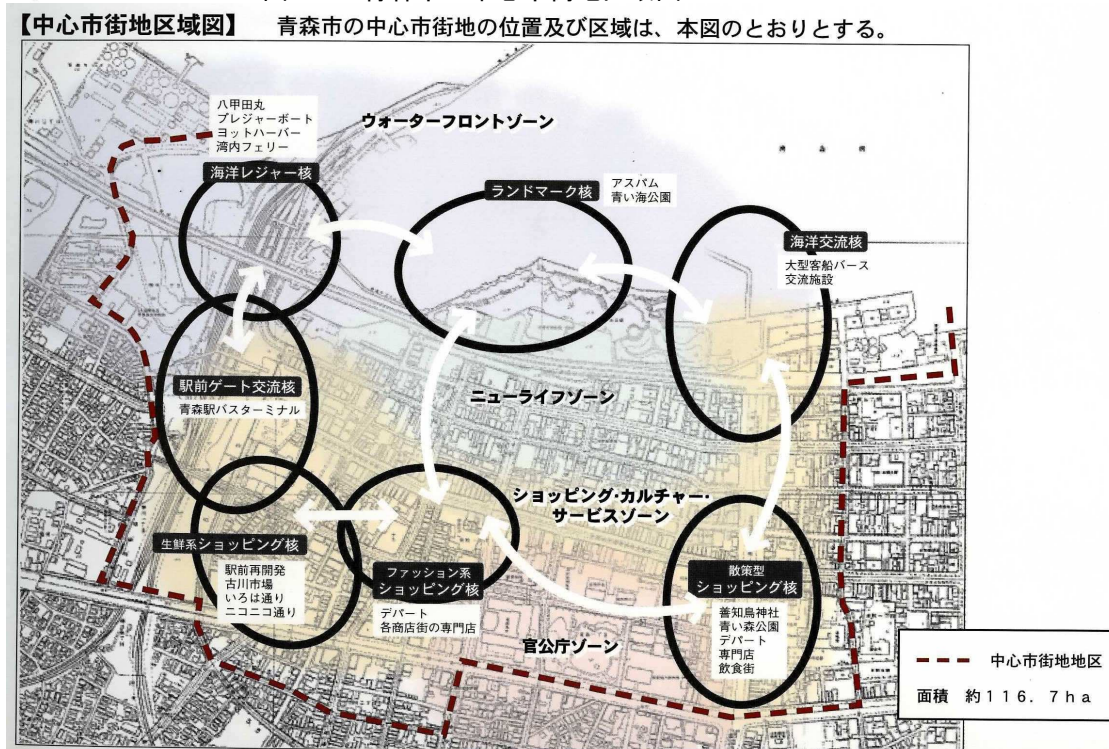 【中心市街地区域図】 青森市の中心市街地の位置及び区域は、本図のとおりとする。
八甲田丸
プレジャーボート
ヨットハーバー
湾内フェリー
海洋レジャー核
ウォーターフロントゾーン
ランドマーク核
アスパム
青い海公園
海洋交流核
大型客船バース
交流施設
駅前ゲート交流核
青森駅バスターミナル
ニューライフゾーン
ショッピング・カルチャー・
サービスゾーン
生鮮系ショッピング核
駅前再開発
古川市場
いろは通り
ニコニコ通り
ファッション系
ショッピング核
デパート
各商店街の専門店
散策型
ショッピング核
善知鳥神社
青い森公園
デパート
専門店
飲食街
官公庁ゾーン
中心市街地地区
面積 約116.7ha